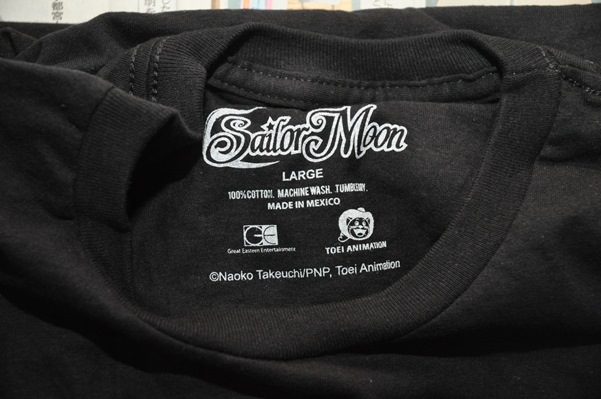 Sailor Moon
LARGE
100% COTTON. MACHINE WASH. TUMBLE DRY.
MADE IN MEXICO
GE
Great Eastern Entertainment
TOEI ANIMATION
©Naoko Takeuchi/PNP, Toei Animation